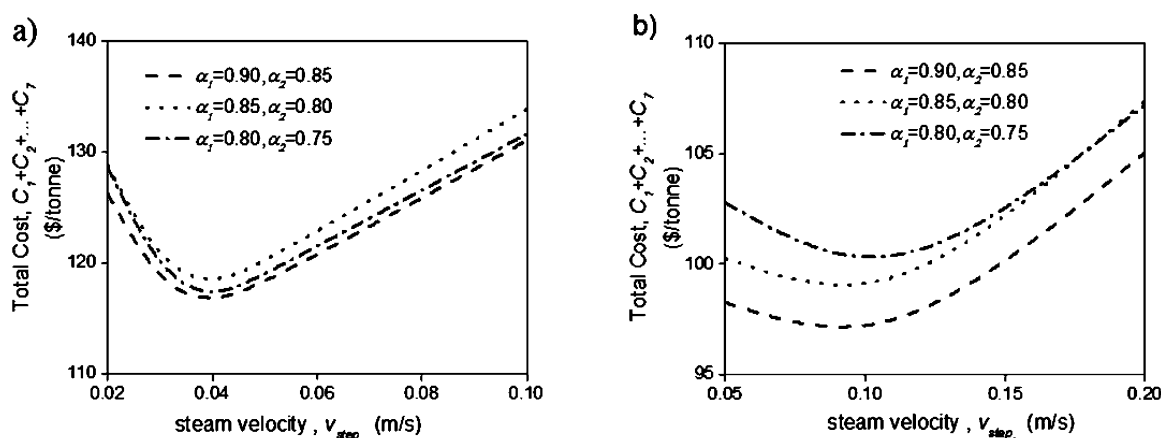 a)
140
130
120
110
Total Cost, C1+C2+...+C7
($/tonne)
α1=0.90,α2=0.85
α1=0.85,α2=0.80
α1=0.80,α2=0.75
0.02 0.04 0.06 0.08 0.10
steam velocity , vstep (m/s)
b)
110
105
100
95
Total Cost, C1+C2+...+C7
($/tonne)
α1=0.90,α2=0.85
α1=0.85,α2=0.80
α1=0.80,α2=0.75
0.05 0.10 0.15 0.20
steam velocity , vstep (m/s)